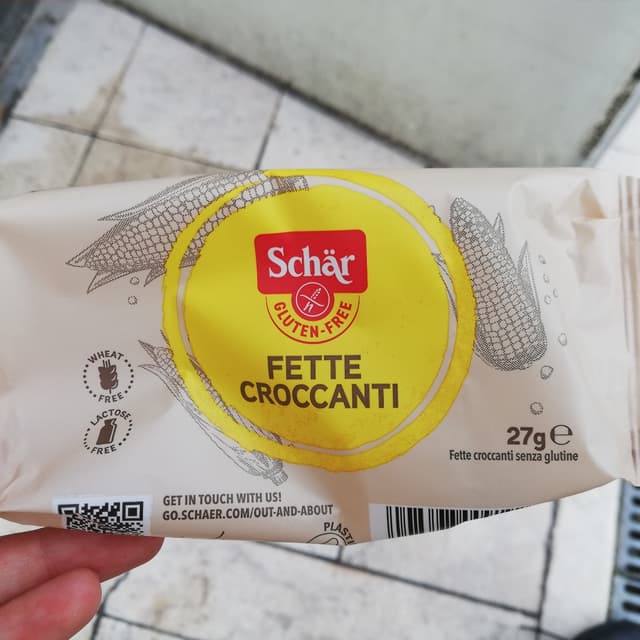 Schär
GLUTEN-FREE
FETTE
CROCCANTI
WHEAT
FREE
LACTOSE
FREE
27g ℮
Fette croccanti senza glutine
GET IN TOUCH WITH US!
GO.SCHAER.COM/OUT-AND-ABOUT